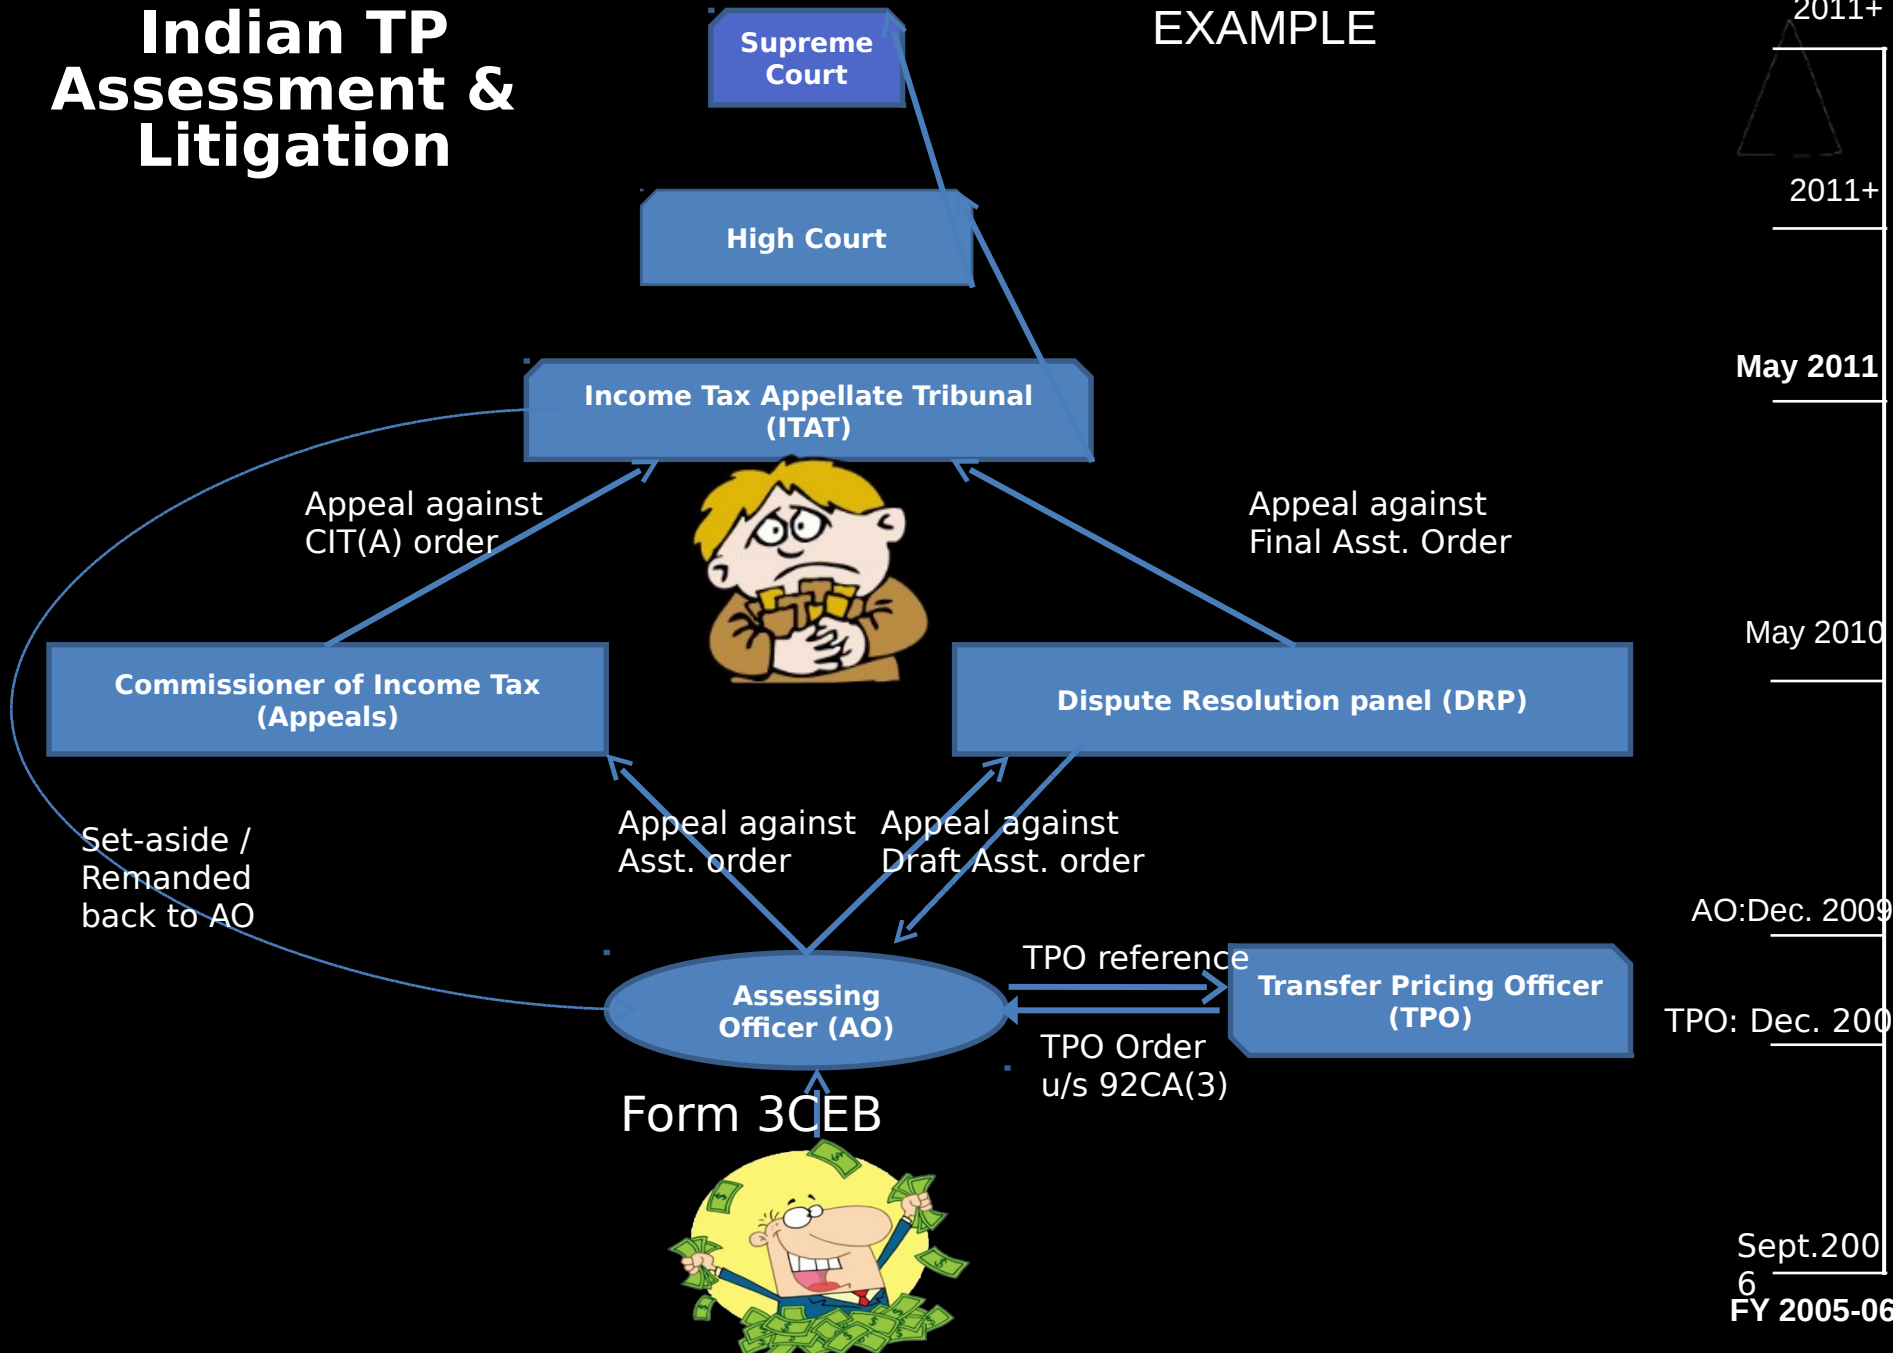 Indian TP
Assessment &
Litigation
EXAMPLE
2011+
Supreme
Court
2011+
High Court
May 2011
Income Tax Appellate Tribunal
(ITAT)
Appeal against
CIT(A) order
Appeal against
Final Asst. Order
May 2010
Commissioner of Income Tax
(Appeals)
Dispute Resolution panel (DRP)
Appeal against
Asst. order
Appeal against
Draft Asst. order
Set-aside /
Remanded
back to AO
AO:Dec. 2009
TPO reference
Assessing
Officer (AO)
Transfer Pricing Officer
(TPO)
TPO: Dec. 200
TPO Order
u/s 92CA(3)
Form 3CEB
Sept.200
6
FY 2005-06